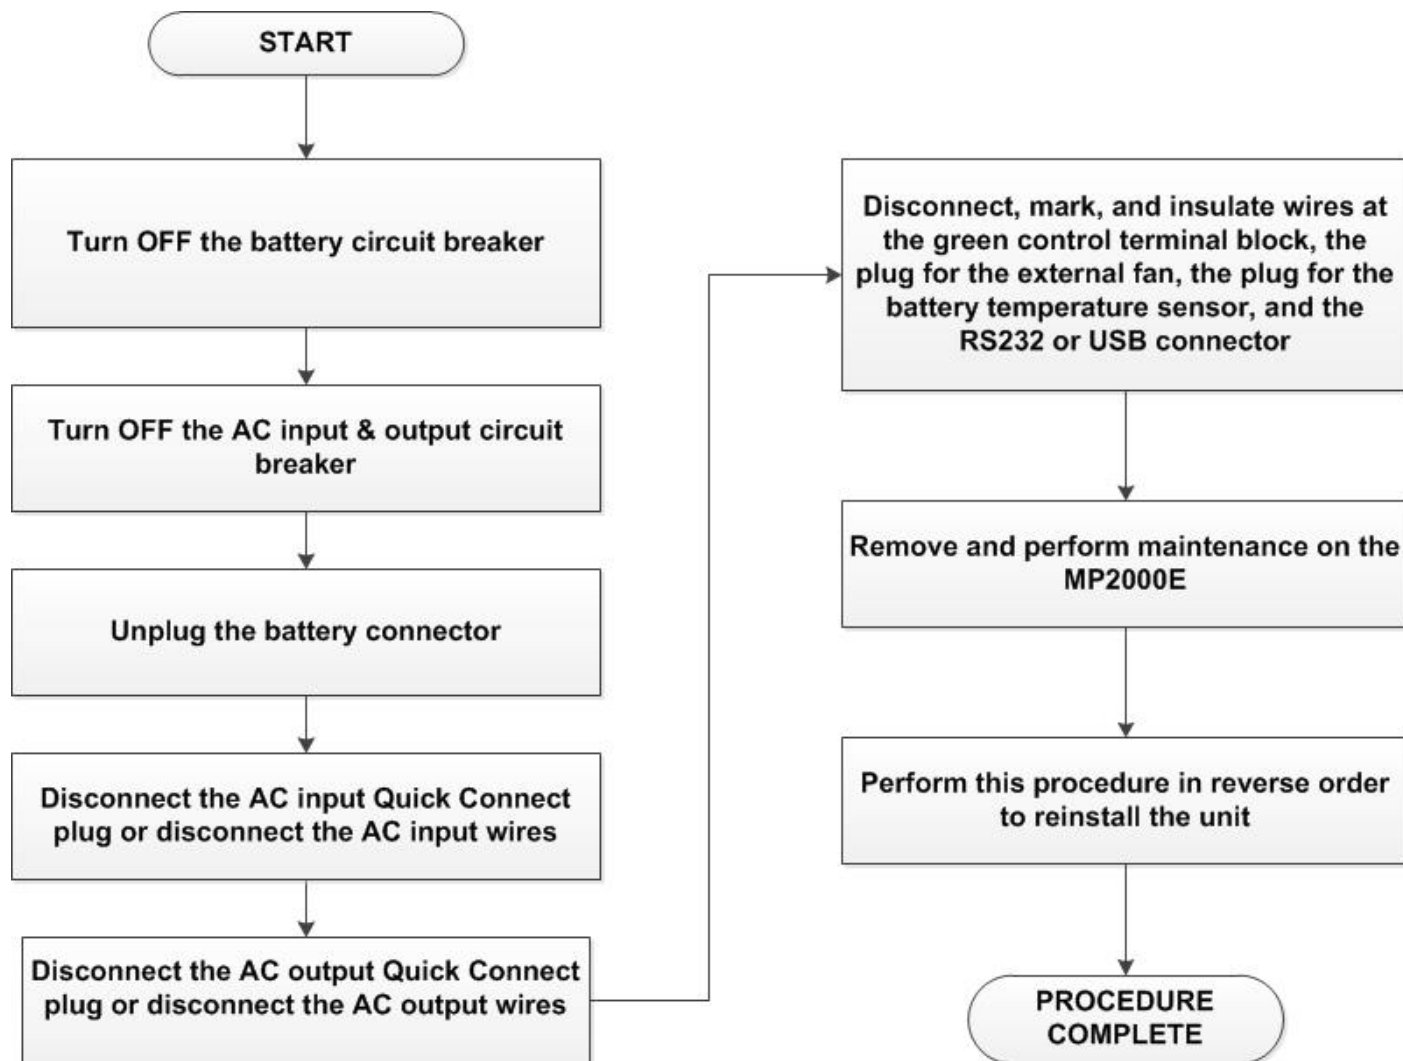 START
Turn OFF the battery circuit breaker
Turn OFF the AC input & output circuit
breaker
Unplug the battery connector
Disconnect the AC input Quick Connect
plug or disconnect the AC input wires
Disconnect the AC output Quick Connect
plug or disconnect the AC output wires
Disconnect, mark, and insulate wires at
the green control terminal block, the
plug for the external fan, the plug for the
battery temperature sensor, and the
RS232 or USB connector
Remove and perform maintenance on the
MP2000E
Perform this procedure in reverse order
to reinstall the unit
PROCEDURE
COMPLETE